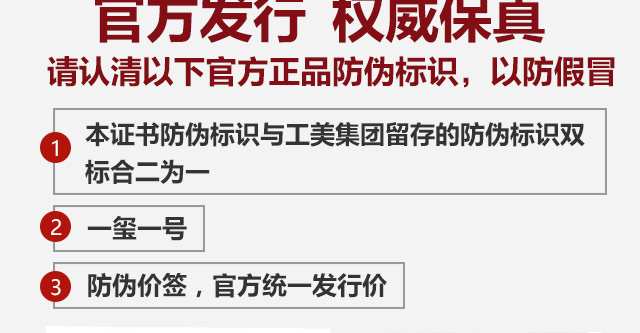 官方发行 权威保真
请认清以下官方正品防伪标识，以防假冒
1 本证书防伪标识与工美集团留存的防伪标识双
标合二为一
2 一玺一号
3 防伪价签，官方统一发行价